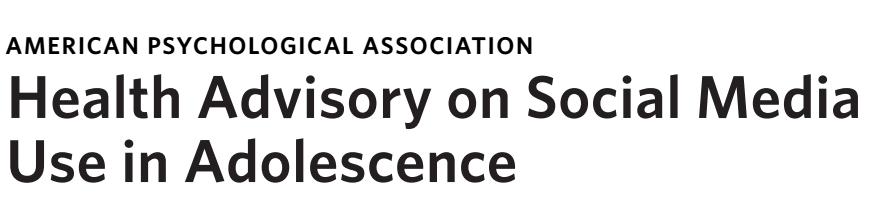 AMERICAN PSYCHOLOGICAL ASSOCIATION
Health Advisory on Social Media
Use in Adolescence